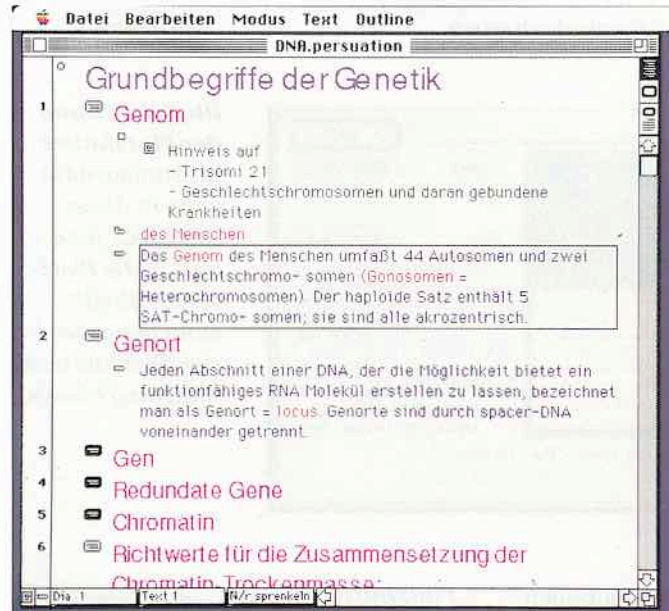 Datei Bearbeiten Modus Text Outline
DNA.persuation
Grundbegriffe der Genetik
1 Genom
Hinweis auf
- Trisomi 21
- Geschlechtschromosomen und daran gebundene
Krankheiten
des Menschen
Das Genom des Menschen umfaßt 44 Autosomen und zwei
Geschlechtschromo- somen (Gonosomen =
Heterochromosomen). Der haploide Satz enthält 5
SAT-Chromo- somen; sie sind alle akrozentrisch.
2 Genort
Jeden Abschnitt einer DNA, der die Möglichkeit bietet ein
funktionfähiges RNA Molekül erstellen zu lassen, bezeichnet
man als Genort = locus. Genorte sind durch spacer-DNA
voneinander getrennt.
3 Gen
4 Redundate Gene
5 Chromatin
6 Richtwerte für die Zusammensetzung der
Chromatin-Trockenmasse:
Dia 1 Text 1 N/r sprenkeln